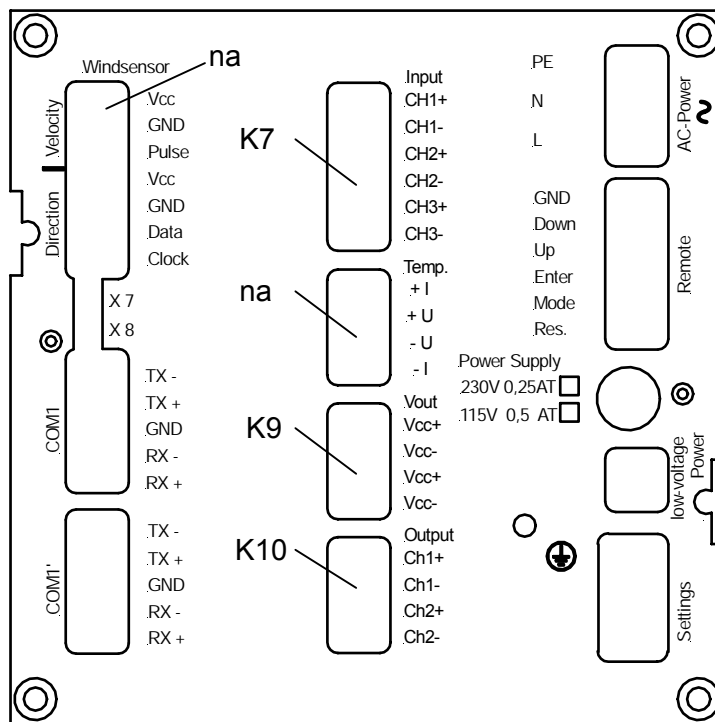 Windsensor
na
Velocity
Direction
Vcc
GND
Pulse
Vcc
GND
Data
Clock
X 7
X 8
COM1
TX -
TX +
GND
RX -
RX +
COM1'
TX -
TX +
GND
RX -
RX +
K7
Input
CH1+
CH1-
CH2+
CH2-
CH3+
CH3-
na
Temp.
+ I
+ U
- U
- I
K9
Vout
Vcc+
Vcc-
Vcc+
Vcc-
K10
Output
Ch1+
Ch1-
Ch2+
Ch2-
PE
N
L
AC-Power ~
GND
Down
Up
Enter
Mode
Res.
Remote
Power Supply
230V 0,25AT
115V 0,5 AT
low-voltage
Power
Settings